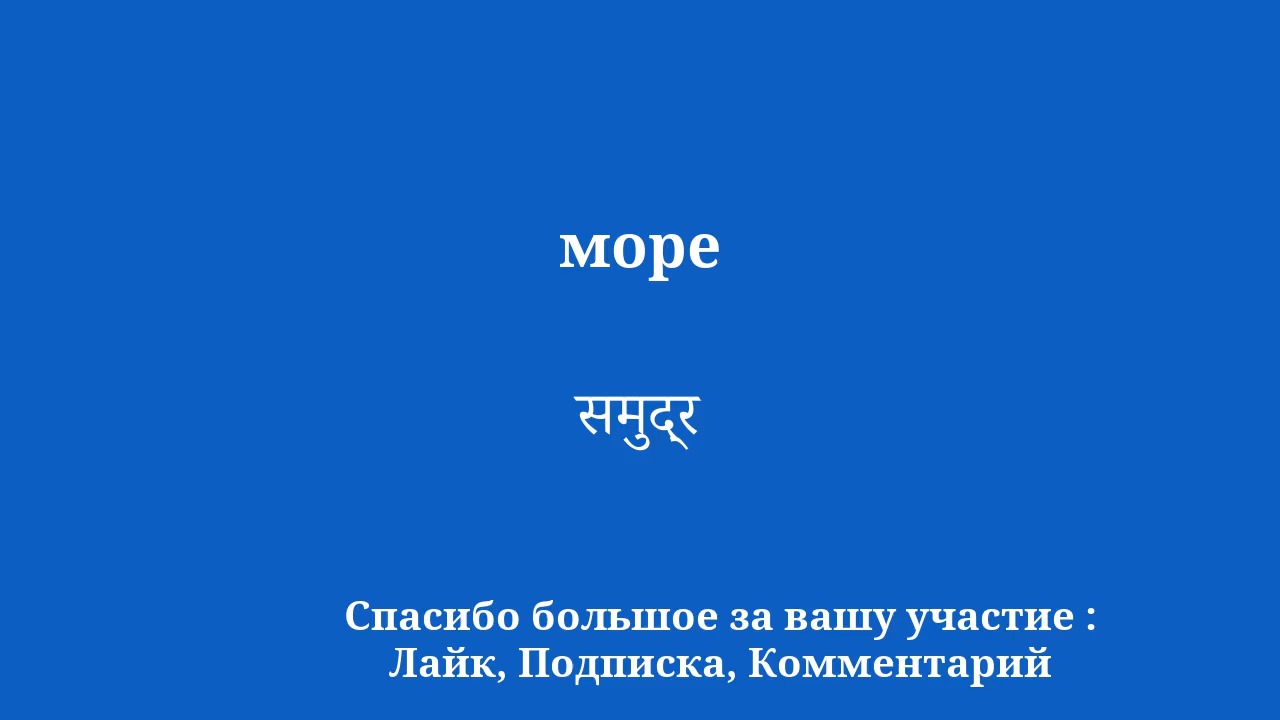 море
समुद्र
Спасибо большое за вашу участие :
Лайк, Подписка, Комментарий